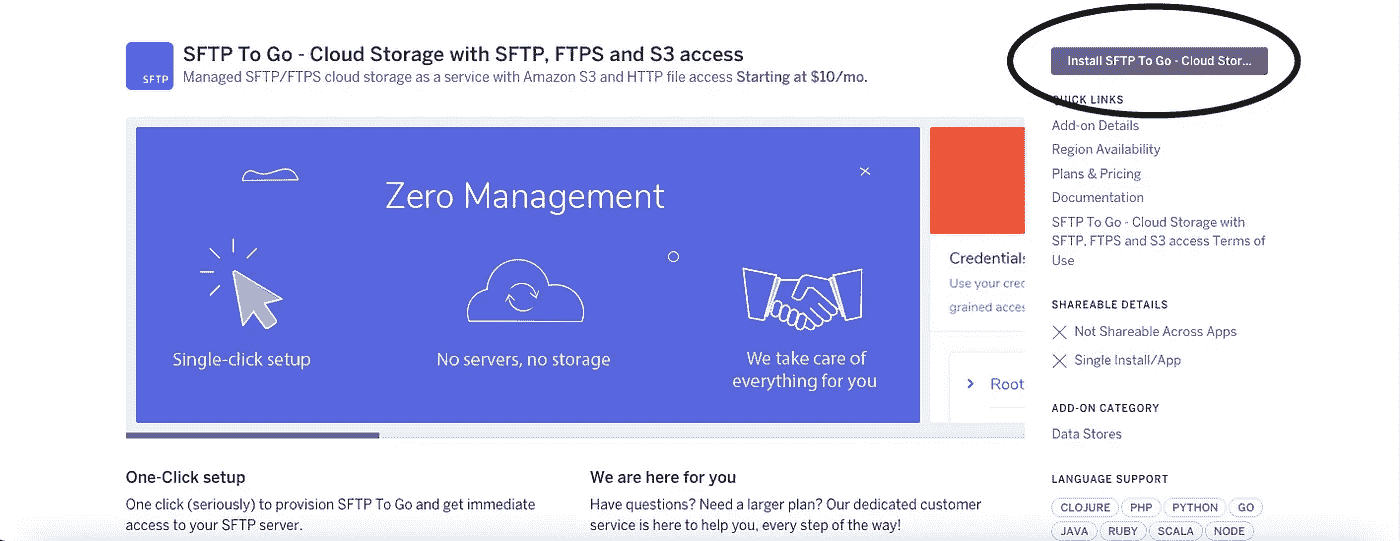 SFTP
SFTP To Go - Cloud Storage with SFTP, FTPS and S3 access
Managed SFTP/FTPS cloud storage as a service with Amazon S3 and HTTP file access Starting at $10/mo.
Zero Management
Single-click setup
No servers, no storage
We take care of
everything for you
Credentials
Use your cred
grained acces
Root
One-Click setup
One click (seriously) to provision SFTP To Go and get immediate
access to your SFTP server.
We are here for you
Have questions? Need a larger plan? Our dedicated customer
service is here to help you, every step of the way!
Install SFTP To Go - Cloud Stor...
QUICK LINKS
Add-on Details
Region Availability
Plans & Pricing
Documentation
SFTP To Go - Cloud Storage with
SFTP, FTPS and S3 access Terms of
Use
SHAREABLE DETAILS
Not Shareable Across Apps
Single Install/App
ADD-ON CATEGORY
Data Stores
LANGUAGE SUPPORT
CLOJURE PHP PYTHON GO
JAVA RUBY SCALA NODE